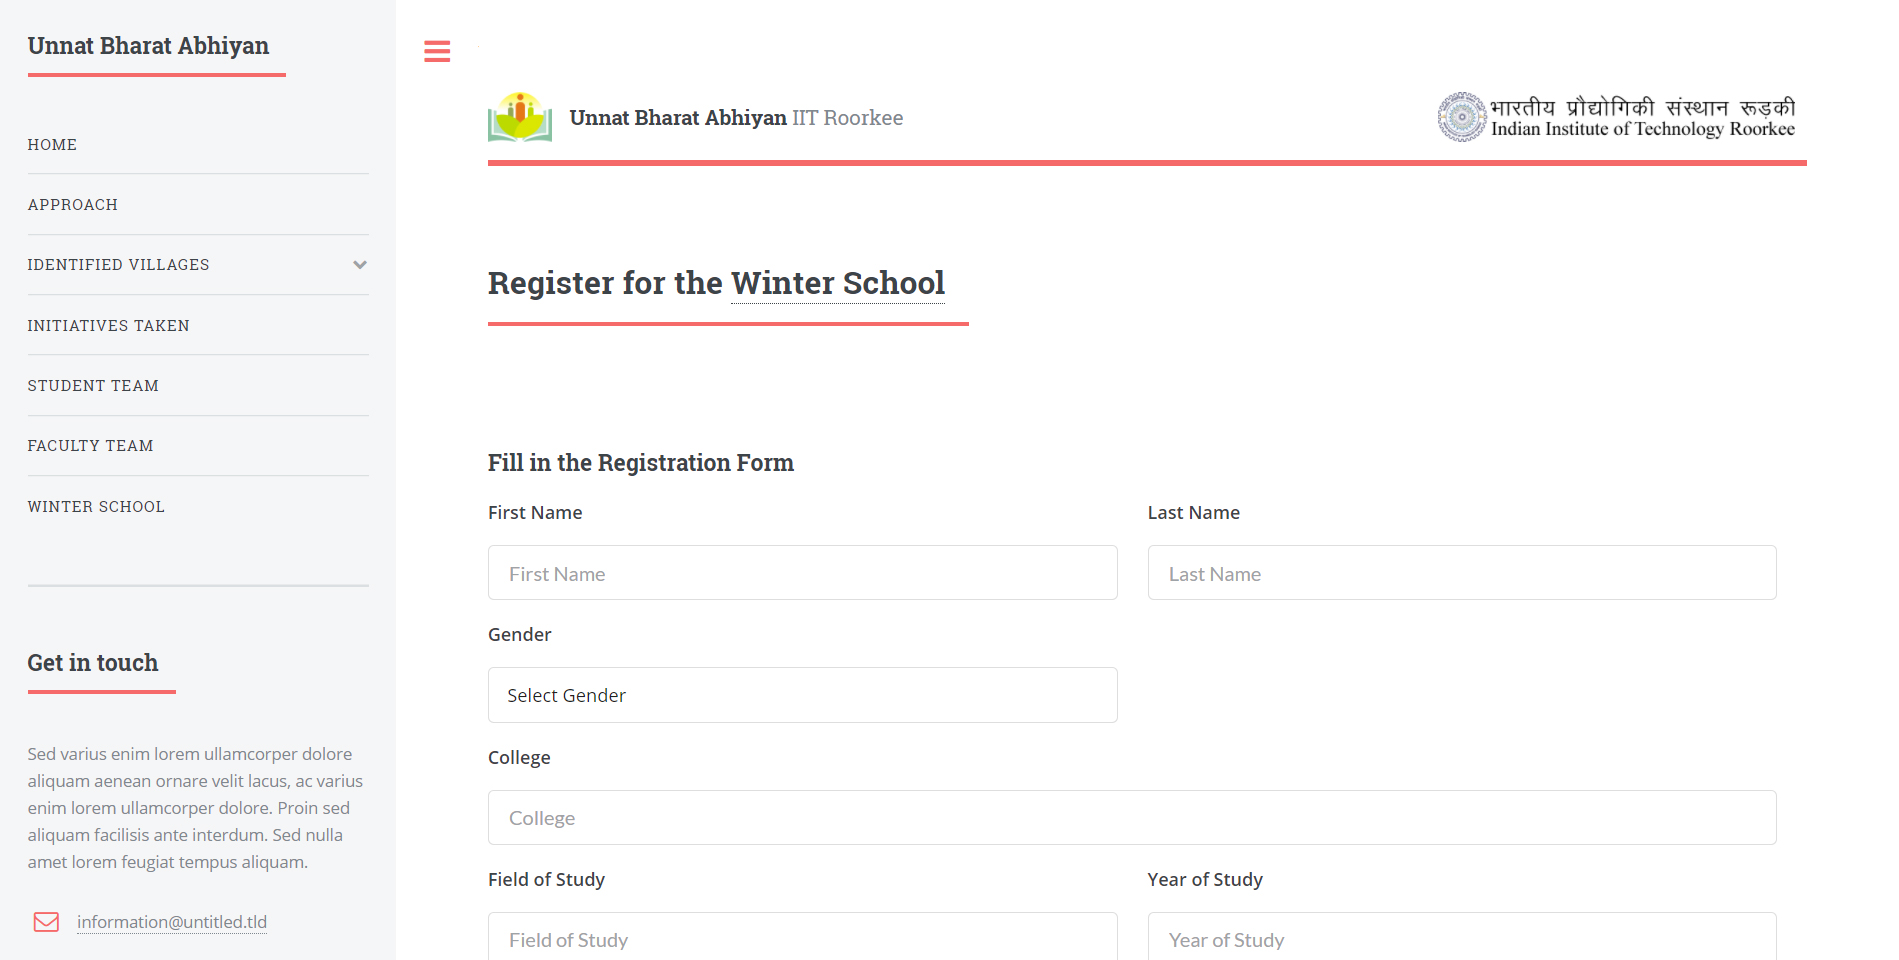 Unnat Bharat Abhiyan
HOME
APPROACH
IDENTIFIED VILLAGES
INITIATIVES TAKEN
STUDENT TEAM
FACULTY TEAM
WINTER SCHOOL
Get in touch
Sed varius enim lorem ullamcorper dolore
aliquam aenean ornare velit lacus, ac varius
enim lorem ullamcorper dolore. Proin sed
aliquam facilisis ante interdum. Sed nulla
amet lorem feugiat tempus aliquam.
information@untitled.tld
Unnat Bharat Abhiyan IIT Roorkee
भारतीय प्रौद्योगिकी संस्थान रूड़की
Indian Institute of Technology Roorkee
Register for the Winter School
Fill in the Registration Form
First Name
Last Name
First Name
Last Name
Gender
Select Gender
College
College
Field of Study
Year of Study
Field of Study
Year of Study